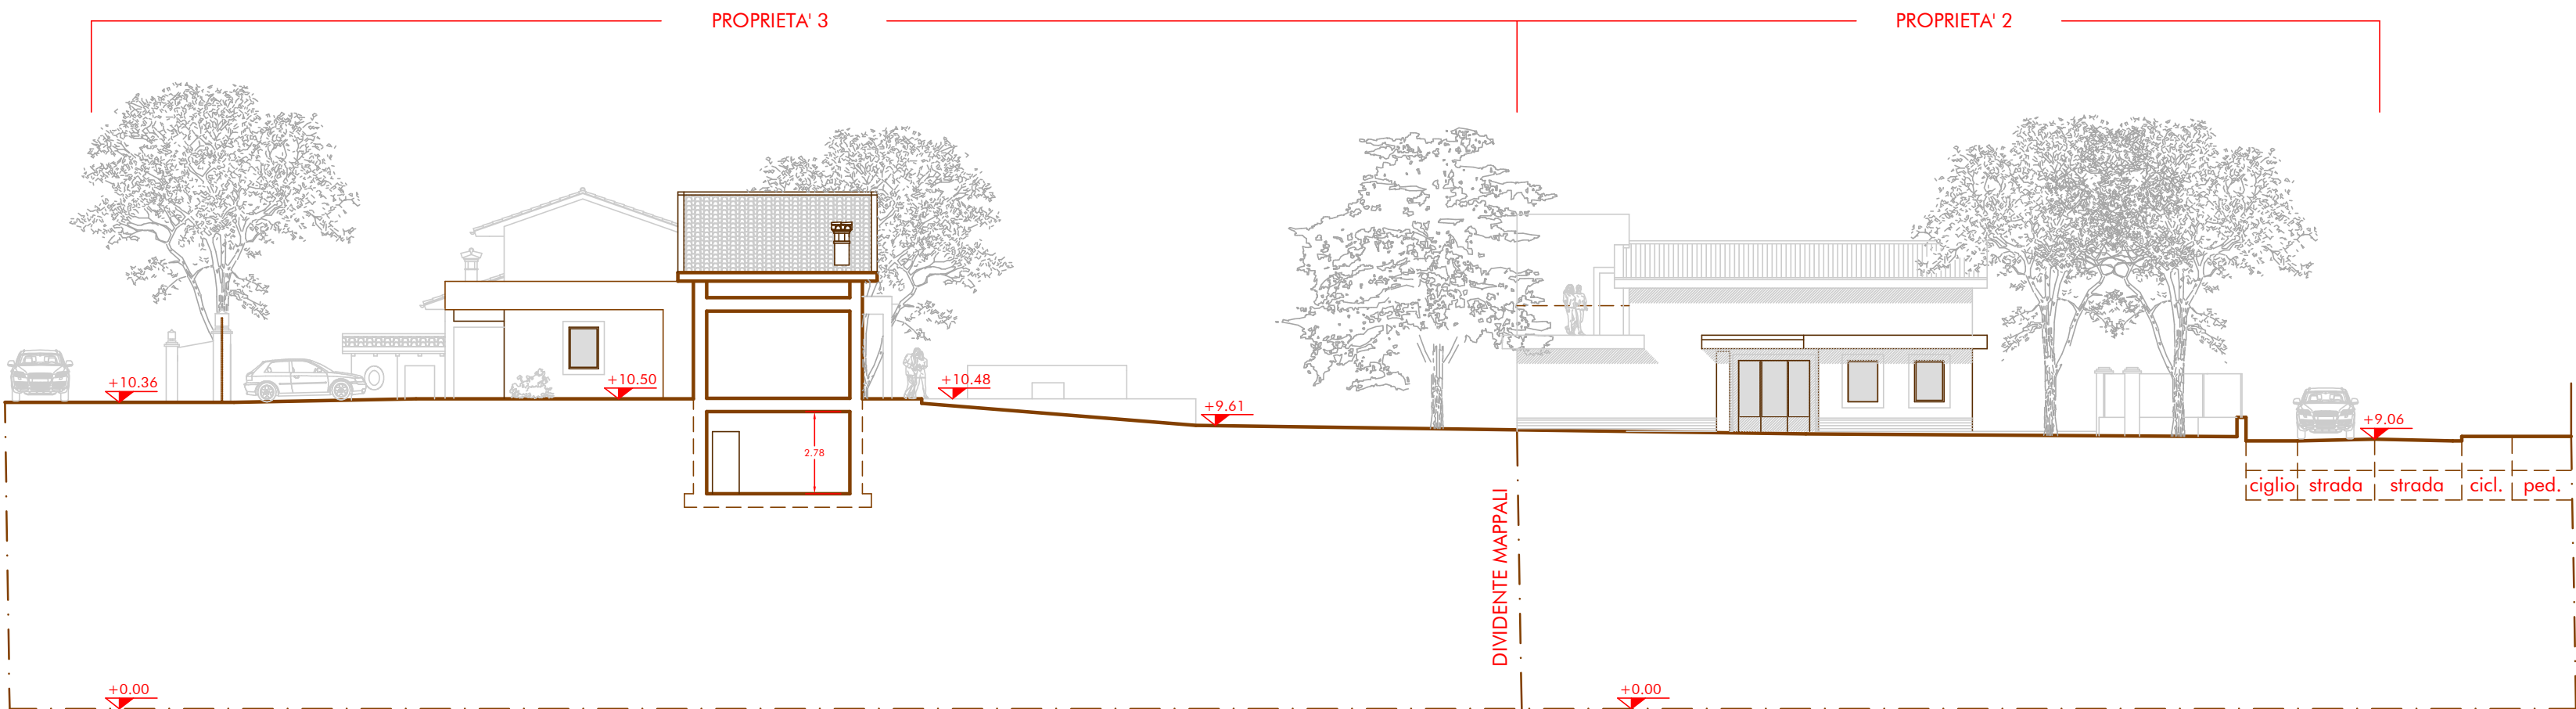 PROPRIETA' 3
PROPRIETA' 2
+10.36
+10.50
+10.48
+9.61
+9.06
2.78
ciglio
strada
strada
cicl.
ped.
DIVIDENTE MAPPALI
+0.00
+0.00